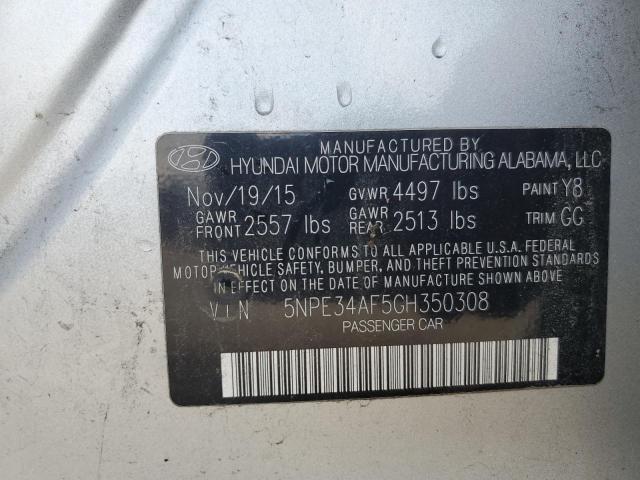 MANUFACTURED BY
HYUNDAI MOTOR MANUFACTURING ALABAMA, LLC
Nov/19/15 GVWR 4497 lbs PAINT Y8
GAWR FRONT 2557 lbs GAWR REAR 2513 lbs TRIM GG
THIS VEHICLE CONFORMS TO ALL APPLICABLE U.S.A. FEDERAL
MOTOR VEHICLE SAFETY, BUMPER, AND THEFT PREVENTION STANDARDS
IN EFFECT ON THE DATE OF MANUFACTURE SHOWN ABOVE.
VIN 5NPE34AF5GH350308
PASSENGER CAR